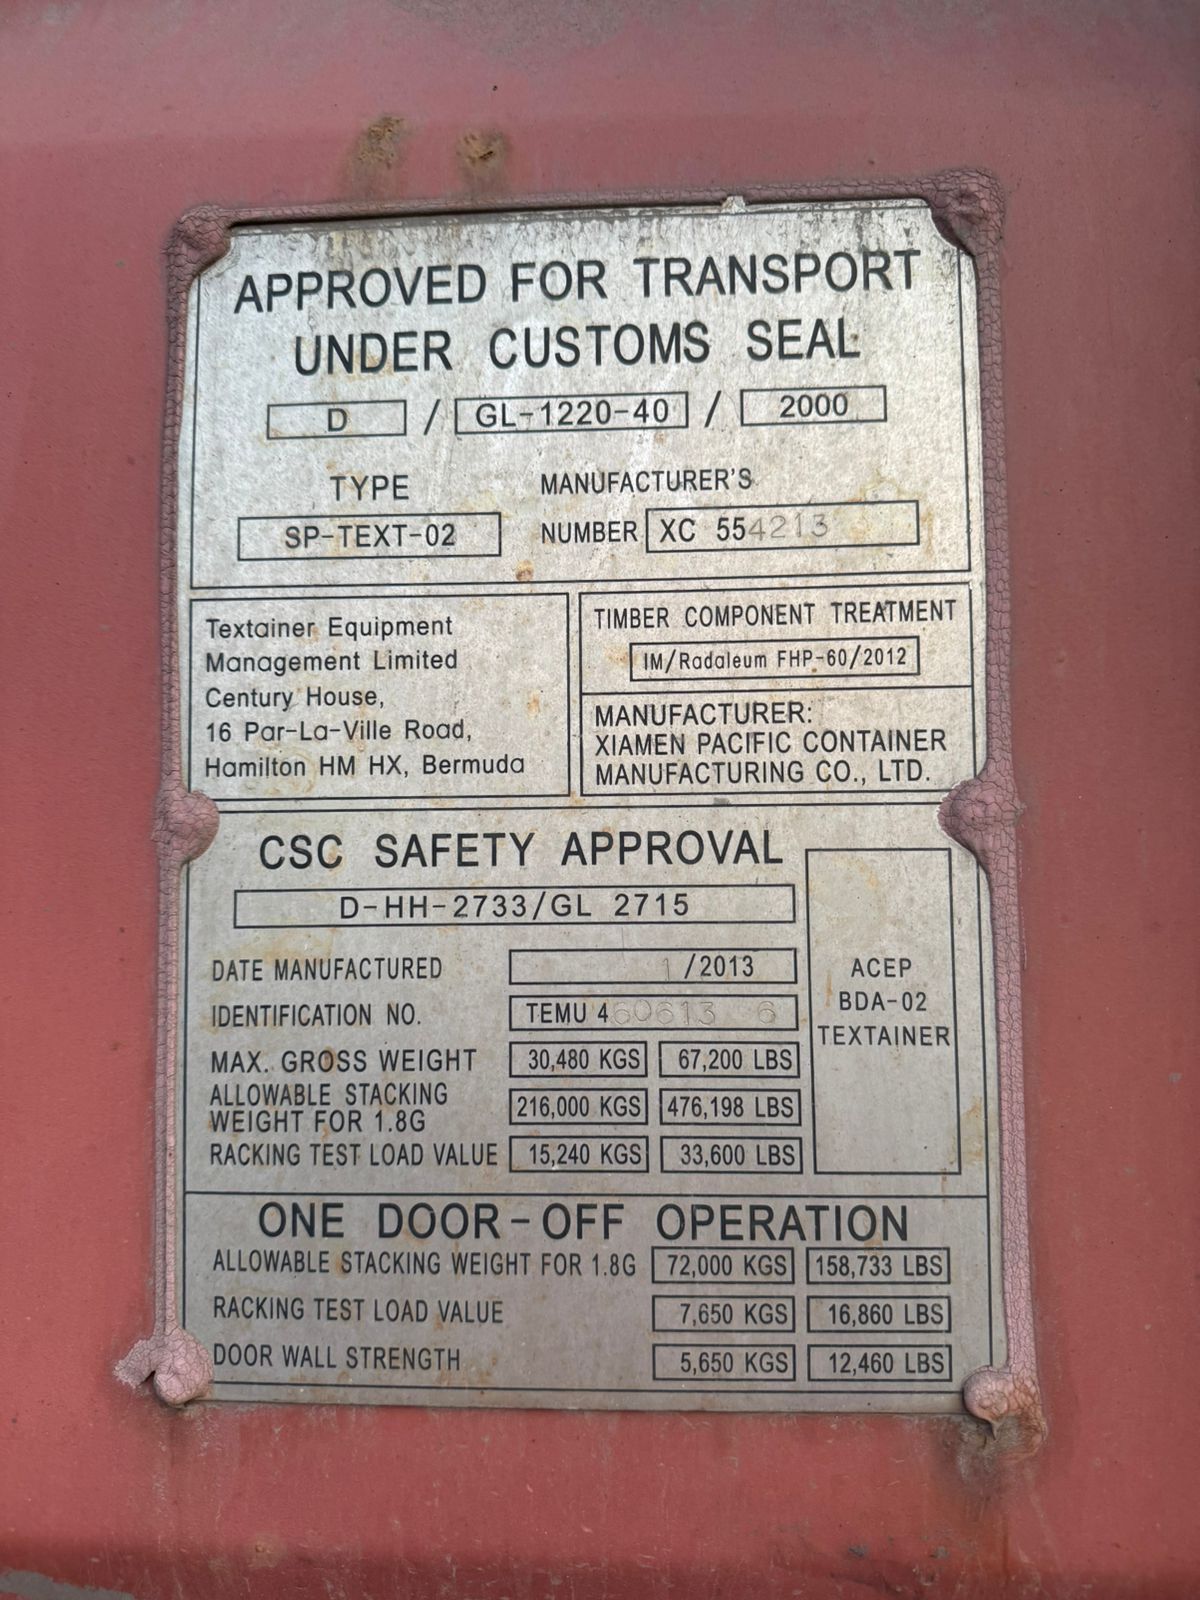 APPROVED FOR TRANSPORT
UNDER CUSTOMS SEAL
D / GL-1220-40 / 2000
TYPE
SP-TEXT-02
MANUFACTURER'S
NUMBER XC 554213
Textainer Equipment
Management Limited
Century House,
16 Par-La-Ville Road,
Hamilton HM HX, Bermuda
TIMBER COMPONENT TREATMENT
IM/Radaleum FHP-60/2012
MANUFACTURER:
XIAMEN PACIFIC CONTAINER
MANUFACTURING CO., LTD.
CSC SAFETY APPROVAL
D-HH-2733/GL 2715
DATE MANUFACTURED 1/2013
IDENTIFICATION NO. TEMU 460613 6
MAX. GROSS WEIGHT 30,480 KGS 67,200 LBS
ALLOWABLE STACKING
WEIGHT FOR 1.8G 216,000 KGS 476,198 LBS
RACKING TEST LOAD VALUE 15,240 KGS 33,600 LBS
ACEP
BDA-02
TEXTAINER
ONE DOOR-OFF OPERATION
ALLOWABLE STACKING WEIGHT FOR 1.8G 72,000 KGS 158,733 LBS
RACKING TEST LOAD VALUE 7,650 KGS 16,860 LBS
DOOR WALL STRENGTH 5,650 KGS 12,460 LBS